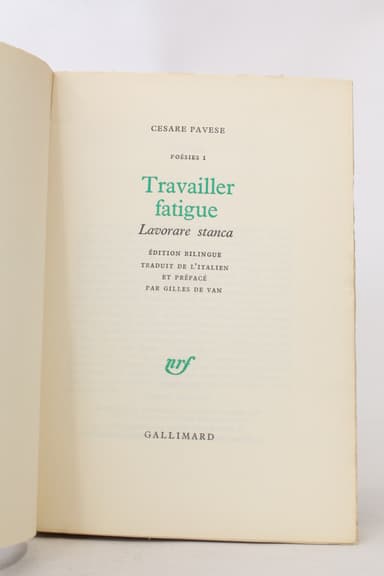 CESARE PAVESE
POÉSIES I
Travailler
fatigue
Lavorare stanca
ÉDITION BILINGUE
TRADUIT DE L'ITALIEN
ET PRÉFACÉ
PAR GILLES DE VAN
nrf
GALLIMARD